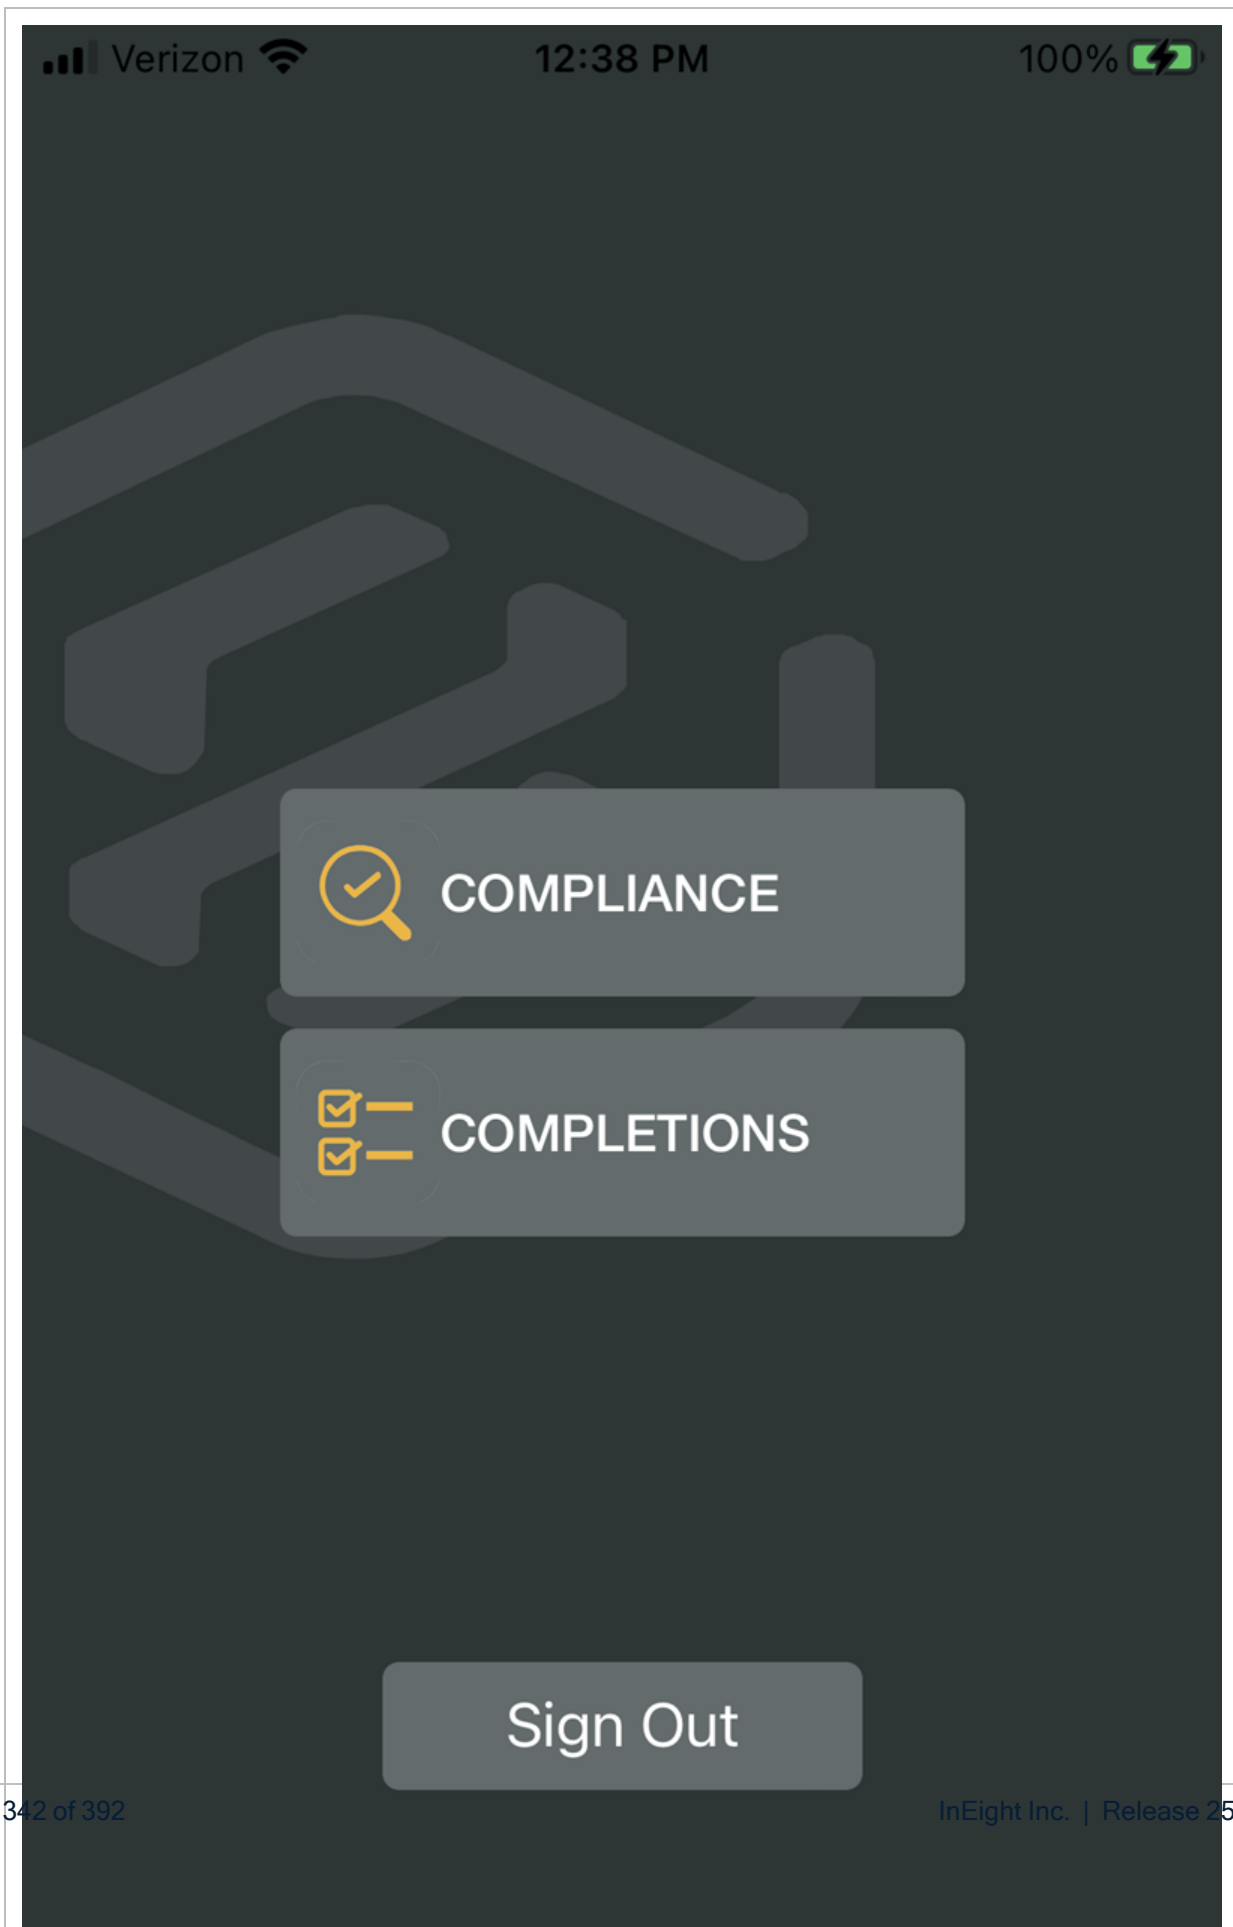 Verizon 12:38 PM 100%
COMPLIANCE
COMPLETIONS
Sign Out
342 of 392 InEight Inc. | Release 25